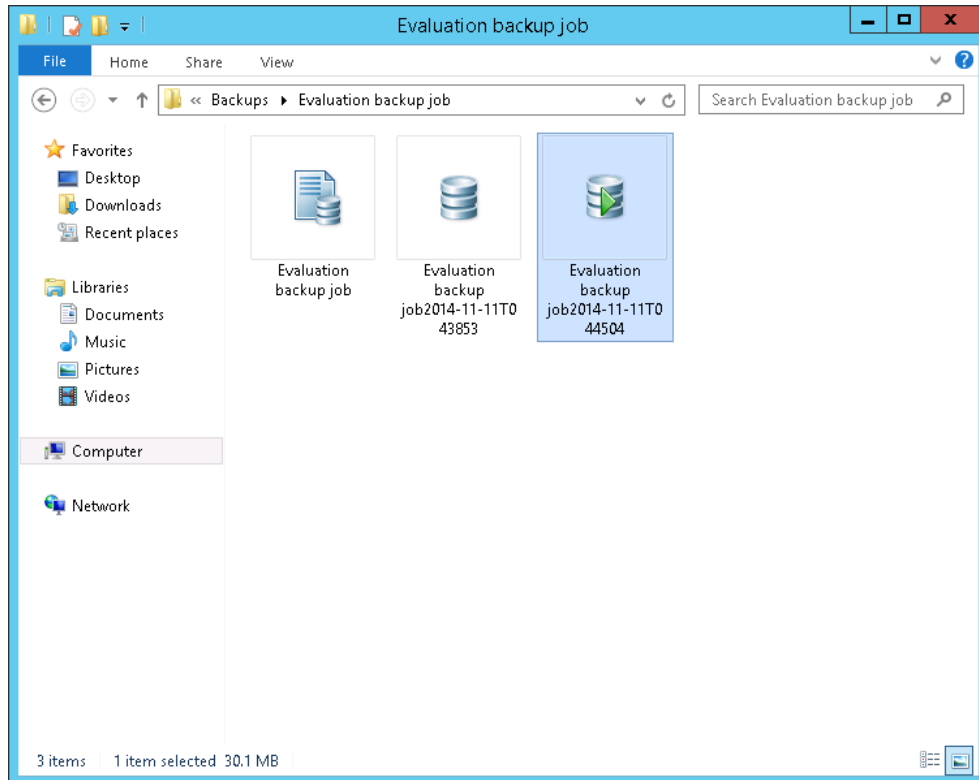 Evaluation backup job
File Home Share View
« Backups ▸ Evaluation backup job
Search Evaluation backup job
Favorites
Desktop
Downloads
Recent places
Libraries
Documents
Music
Pictures
Videos
Computer
Network
Evaluation
backup job
Evaluation
backup
job2014-11-11T0
43853
Evaluation
backup
job2014-11-11T0
44504
3 items 1 item selected 30.1 MB